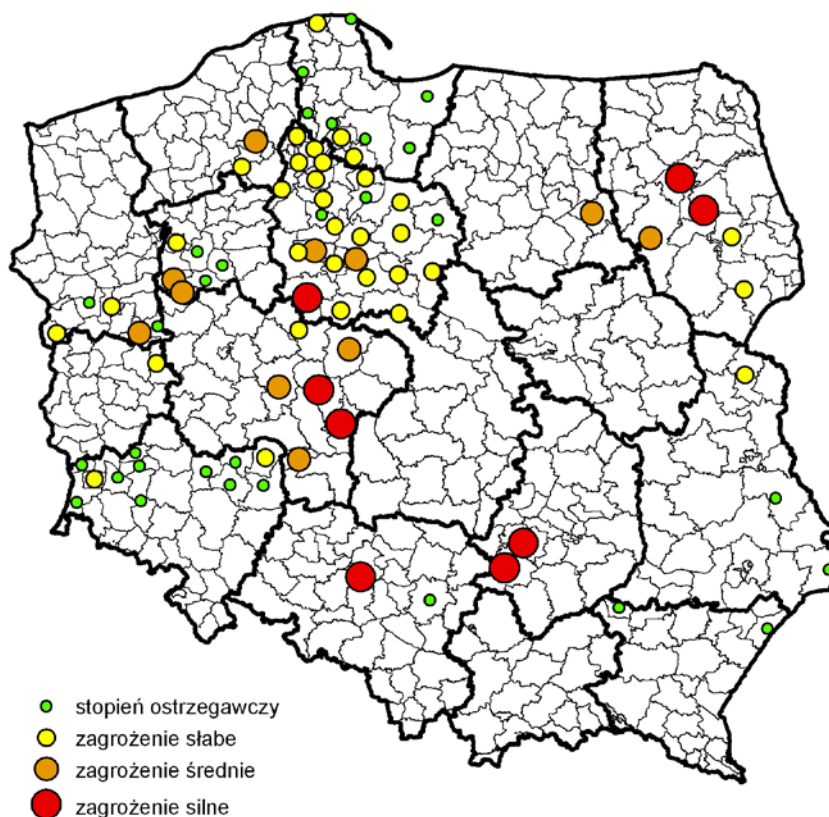 stopień ostrzegawczy
zagrożenie słabe
zagrożenie średnie
zagrożenie silne